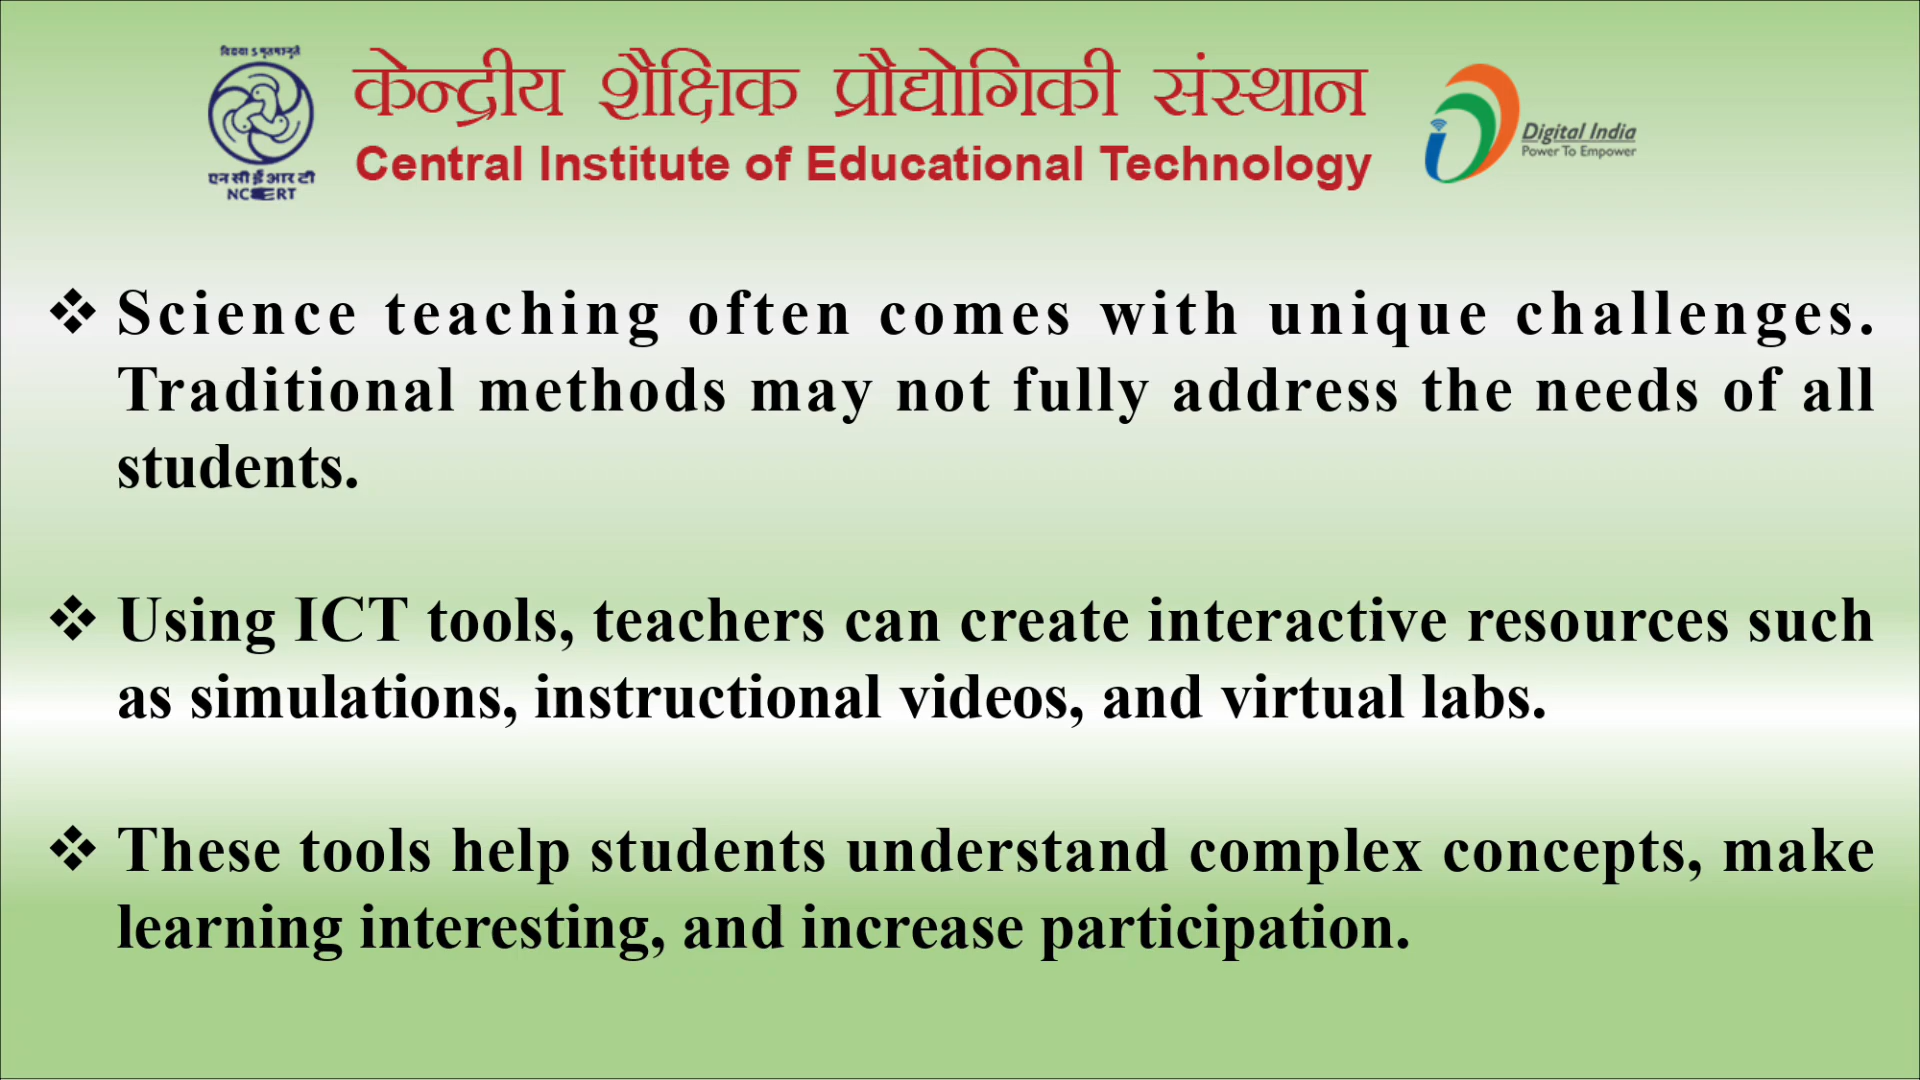 विद्यया ऽ मृतमश्नुते
एन सी ई आर टी
NCERT
केन्द्रीय शैक्षिक प्रौद्योगिकी संस्थान
Central Institute of Educational Technology
Digital India
Power To Empower
❖ Science teaching often comes with unique challenges.
Traditional methods may not fully address the needs of all
students.
❖ Using ICT tools, teachers can create interactive resources such
as simulations, instructional videos, and virtual labs.
❖ These tools help students understand complex concepts, make
learning interesting, and increase participation.